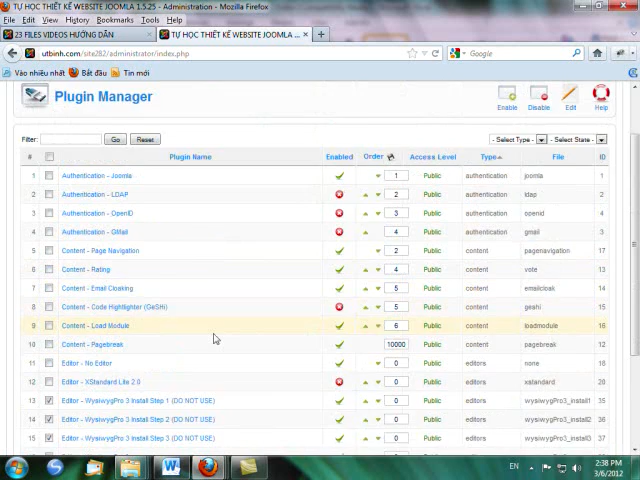 TỰ HỌC THIẾT KẾ WEBSITE JOOMLA 1.5.25 - Administration - Mozilla Firefox
File Edit View History Bookmarks Tools Help
23 FILES VIDEOS HƯỚNG DẪN
TỰ HỌC THIẾT KẾ WEBSITE JOOMLA ...
utbinh.com/site282/administrator/index.php
Google
Vào nhiều nhất Bắt đầu Tin mới
Plugin Manager
Enable Disable Edit Help
Filter: Go Reset - Select Type - - Select State -
# Plugin Name Enabled Order Access Level Type File ID
1 Authentication - Joomla 1 Public authentication joomla 1
2 Authentication - LDAP 2 Public authentication ldap 2
3 Authentication - OpenID 3 Public authentication openid 4
4 Authentication - GMail 4 Public authentication gmail 3
5 Content - Page Navigation 2 Public content pagenavigation 17
6 Content - Rating 4 Public content vote 13
7 Content - Email Cloaking 5 Public content emailcloak 14
8 Content - Code Hightlighter (GeSHi) 5 Public content geshi 15
9 Content - Load Module 6 Public content loadmodule 16
10 Content - Pagebreak 10000 Public content pagebreak 12
11 Editor - No Editor 0 Public editors none 18
12 Editor - XStandard Lite 2.0 0 Public editors xstandard 20
13 Editor - WysiwygPro 3 Install Step 1 (DO NOT USE) 0 Public editors wysiwygPro3_install1 35
14 Editor - WysiwygPro 3 Install Step 2 (DO NOT USE) 0 Public editors wysiwygPro3_install2 36
15 Editor - WysiwygPro 3 Install Step 3 (DO NOT USE) 0 Public editors wysiwygPro3_install3 37
EN 2:38 PM
3/6/2012